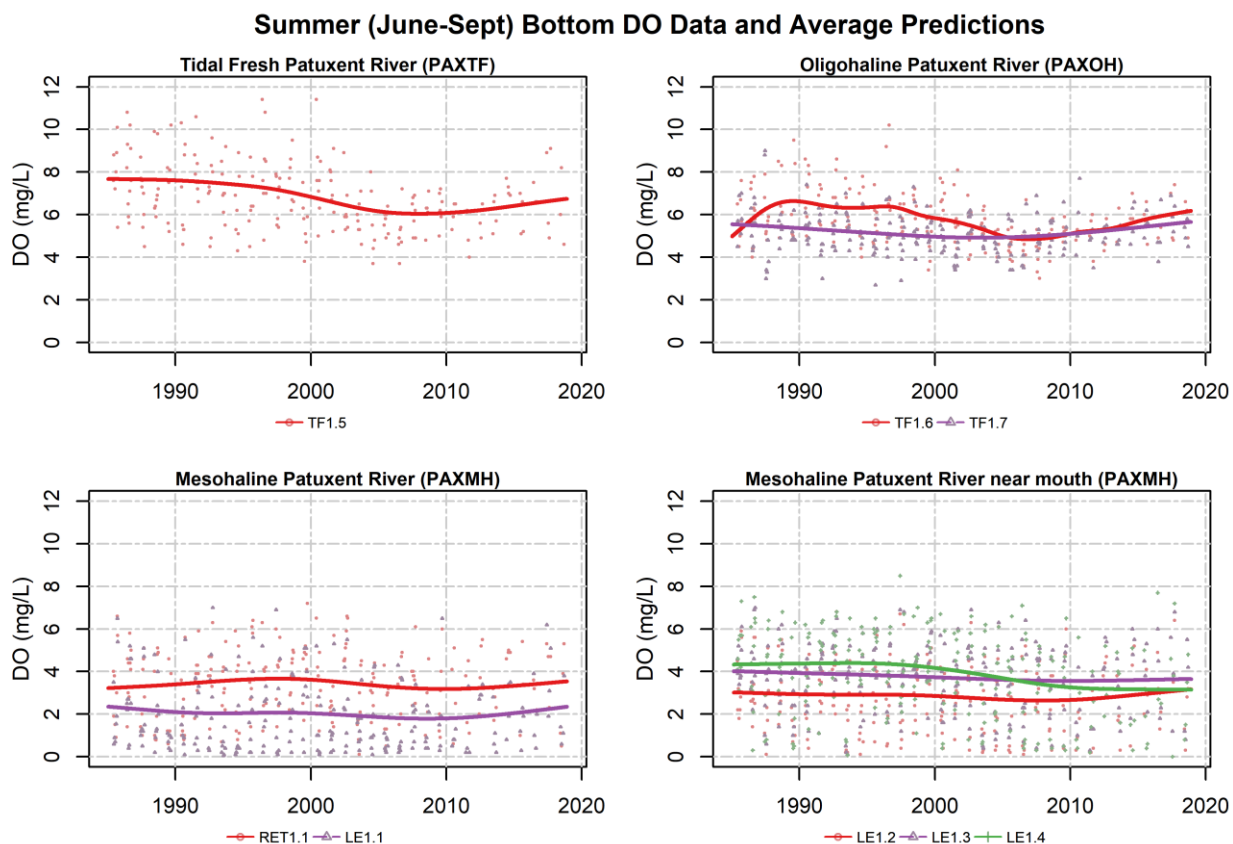 Summer (June-Sept) Bottom DO Data and Average Predictions
Tidal Fresh Patuxent River (PAXTF)
DO (mg/L)
12
10
8
6
4
2
0
1990 2000 2010 2020
TF1.5
Oligohaline Patuxent River (PAXOH)
DO (mg/L)
12
10
8
6
4
2
0
1990 2000 2010 2020
TF1.6 TF1.7
Mesohaline Patuxent River (PAXMH)
DO (mg/L)
12
10
8
6
4
2
0
1990 2000 2010 2020
RET1.1 LE1.1
Mesohaline Patuxent River near mouth (PAXMH)
DO (mg/L)
12
10
8
6
4
2
0
1990 2000 2010 2020
LE1.2 LE1.3 LE1.4